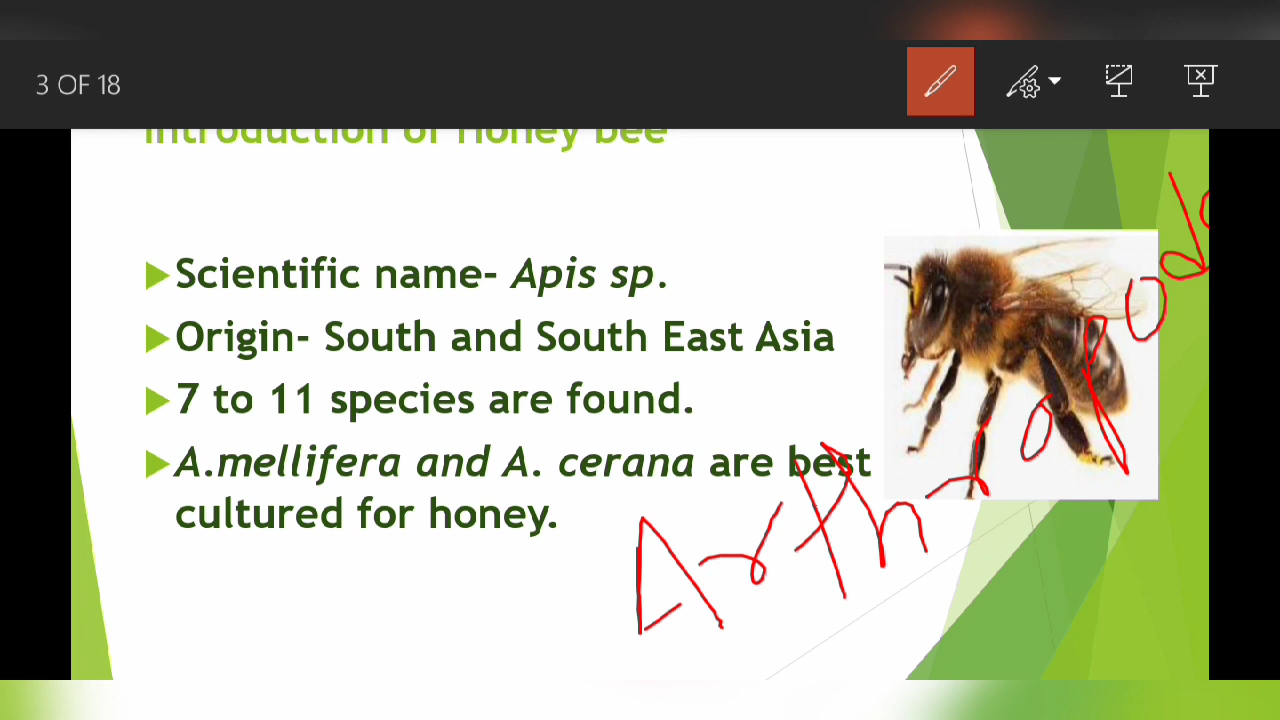 3 OF 18
Introduction of Honey bee
Scientific name- Apis sp.
Origin- South and South East Asia
7 to 11 species are found.
A.mellifera and A. cerana are best
cultured for honey.
Arthropoda